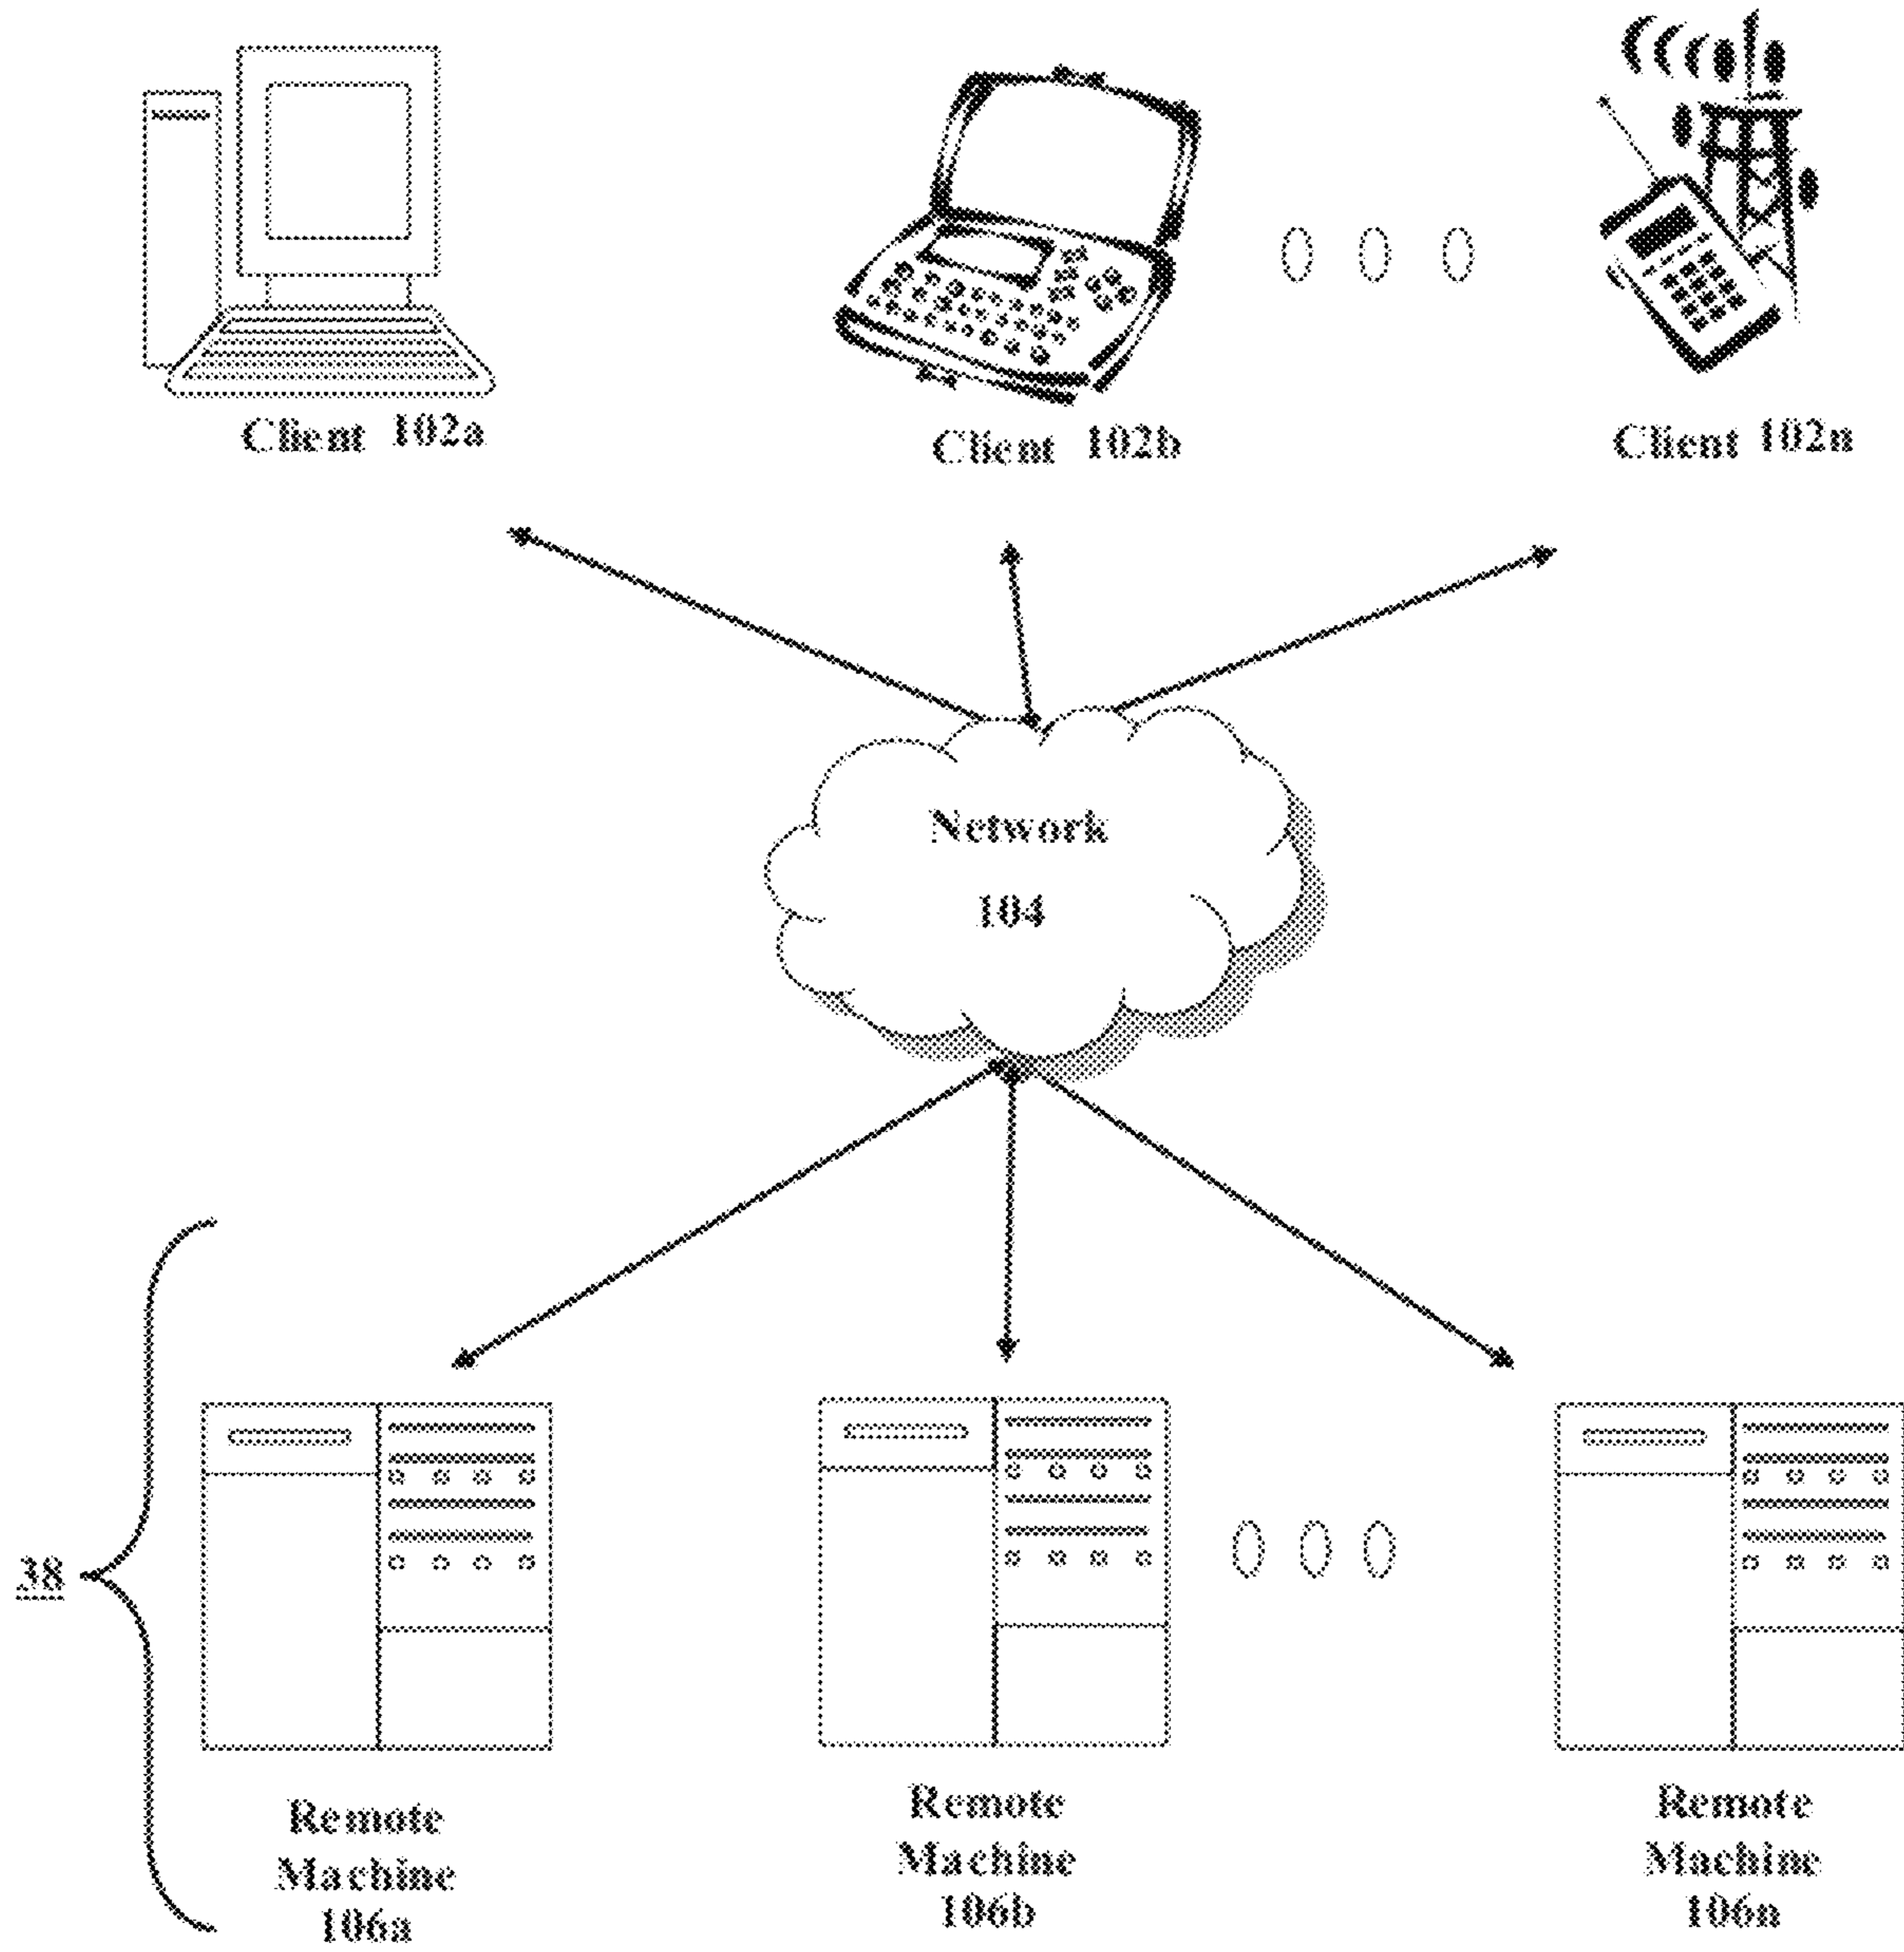 Client 102a
Client 102b
Client 102n
Network
104
38
Remote
Machine
106a
Remote
Machine
106b
Remote
Machine
106n